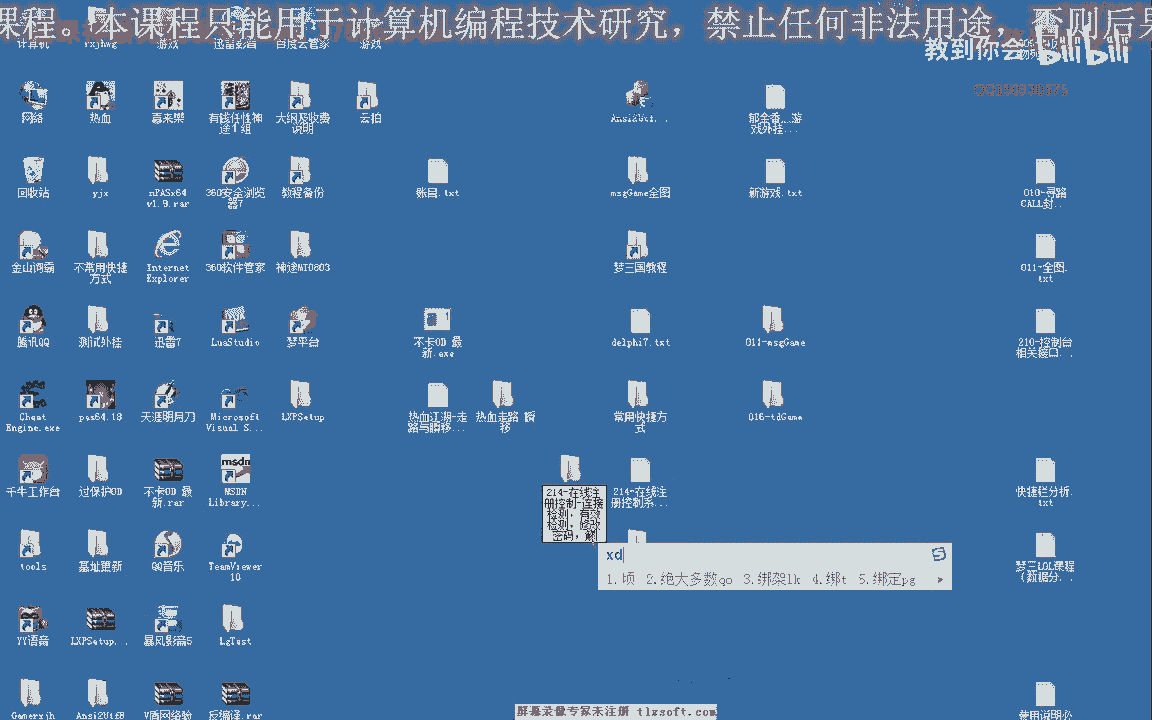 课程。本课程只能用于计算机编程技术研究，禁止任何非法用途，否则后果
计算机
rxjhwg
游戏
迅雷影音
百度云管家
游戏
教到你会
bilibili
网络
热血
喜来乐
有钱任性神
途1组
大纲及收费
说明
云拍
Ansi2Utf...
郁金香...游
戏外挂...
回收站
yjx
nPASx64
v1.9.rar
360安全浏览
器7
教程备份
账目.txt
msgGame全图
新游戏.txt
010-寻路
CALL封...
金山词霸
不常用快捷
方式
Internet
Explorer
360软件管家
神途MT0803
梦三国教程
011-全图.
txt
腾讯QQ
测试外挂
迅雷7
LuaStudio
梦平台
不卡OD 最
新.exe
delphi7.txt
011-msgGame
210-控制台
相关接口...
Cheat
Engine.exe
pax64.18
天涯明月刀
Microsoft
Visual S...
LXPSetup
热血江湖-走
路与瞬移...
热血走路 瞬
移
常用快捷方
式
016-tdGame
千牛工作台
过保护OD
不卡OD 最
新.rar
MSDN
Library...
214-在线注
册控制-连接
检测，有效
检测，修改
密码，解
214-在线注
册控制系...
快捷栏分析.
txt
xd
1.顷 2.绝大多数qo 3.绑架lk 4.绑t 5.绑定pg
tools
基址更新
QQ音乐
TeamViewer
10
梦三LOL课程
（数据分...
YY语音
LXPSetup...
暴风影音5
LgTest
Gamerxjh
Ansi2Utf8
V盾网络验
反编译.rar
使用说明必
屏幕录像专家未注册 tlxsoft.com